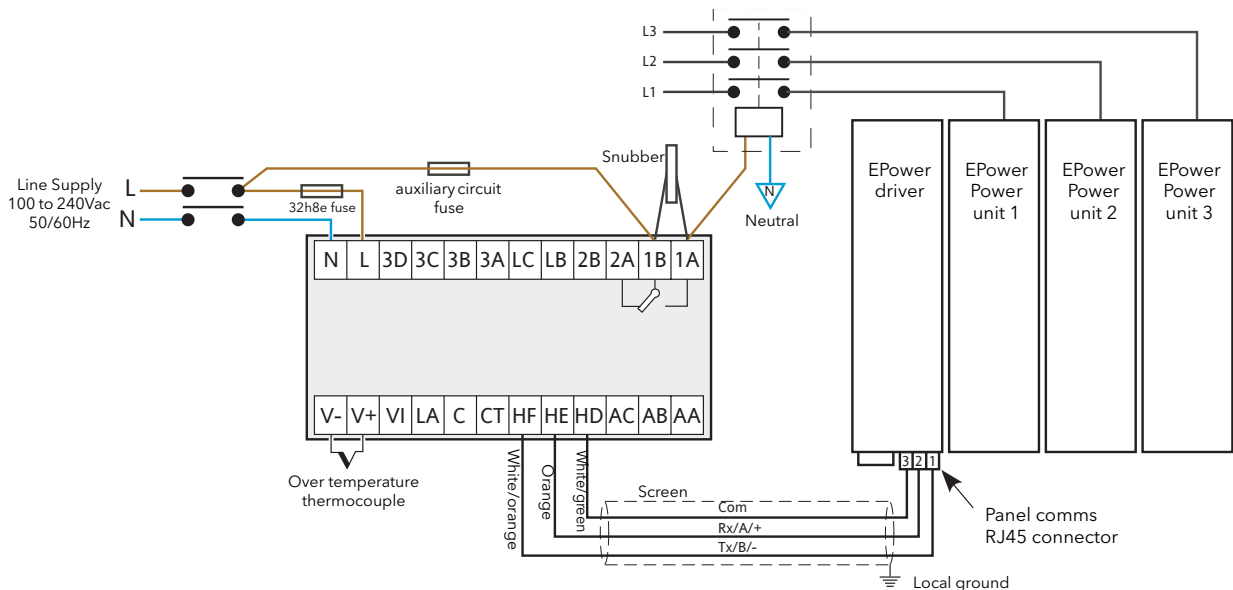 L3
L2
L1
Snubber
N
Neutral
Line Supply
100 to 240Vac
50/60Hz
L
N
auxiliary circuit
fuse
32h8e fuse
EPower
driver
EPower
Power
unit 1
EPower
Power
unit 2
EPower
Power
unit 3
N L 3D 3C 3B 3A LC LB 2B 2A 1B 1A
V- V+ VI LA C CT HF HE HD AC AB AA
Over temperature
thermocouple
White/orange
Orange
White/green
Screen
Com
Rx/A/+
Tx/B/-
3 2 1
Panel comms
RJ45 connector
Local ground